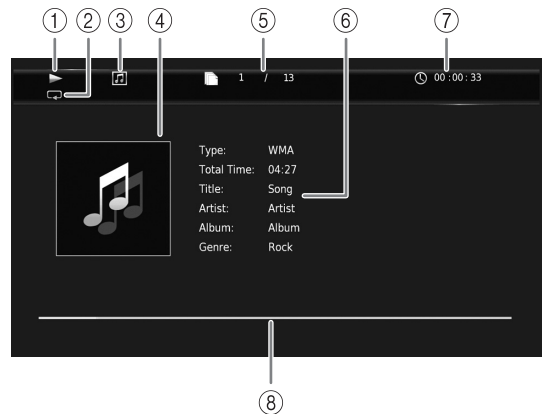 ① ② ③ ④ ⑤ ⑥ ⑦
1 / 13 00:00:33
Type: WMA
Total Time: 04:27
Title: Song
Artist: Artist
Album: Album
Genre: Rock
⑧